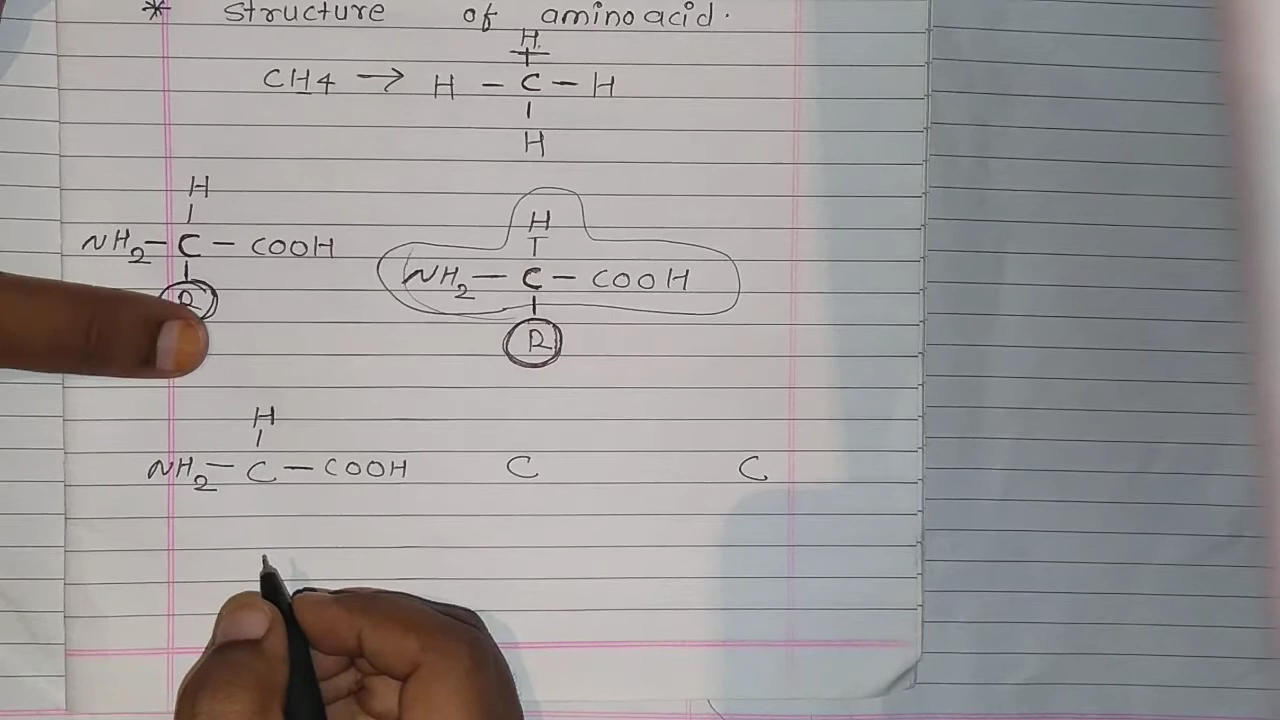 * structure of aminoacid.
H
CH4 → H – C – H
H
H
NH2 – C – COOH
R
H
NH2 – C – COOH
R
H
NH2 – C – COOH C C